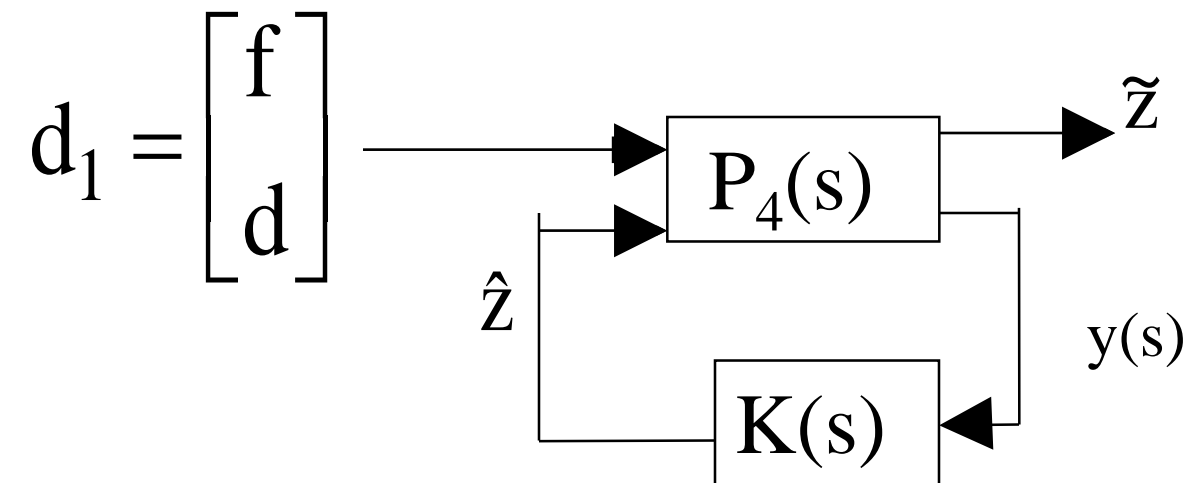 d₁ = [ f
d ]
P₄(s)
z̃
ẑ
y(s)
K(s)